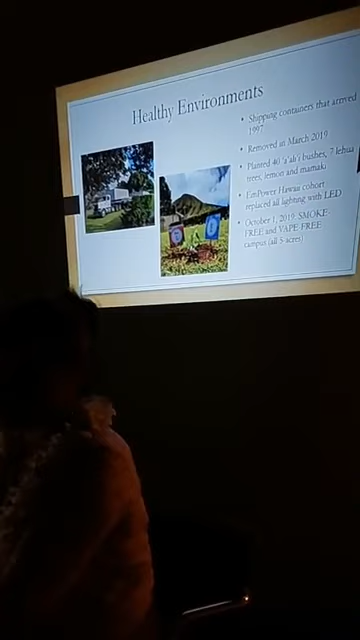 Healthy Environments
• Shipping containers that arrived
1997
• Removed in March 2019
• Planted 40 'a'ali'i bushes, 7 lehua
trees, lemon and mamaki
• EmPower Hawaii cohort
replaced all lighting with LED
• October 1, 2019: SMOKE-
FREE and VAPE-FREE
campus (all 5 acres)